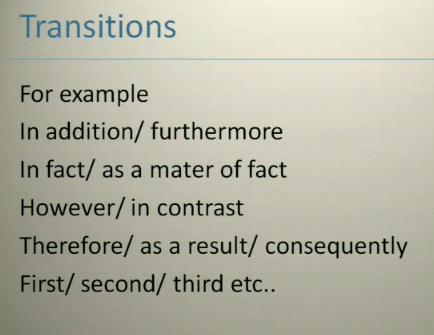 Transitions
For example
In addition/ furthermore
In fact/ as a mater of fact
However/ in contrast
Therefore/ as a result/ consequently
First/ second/ third etc..